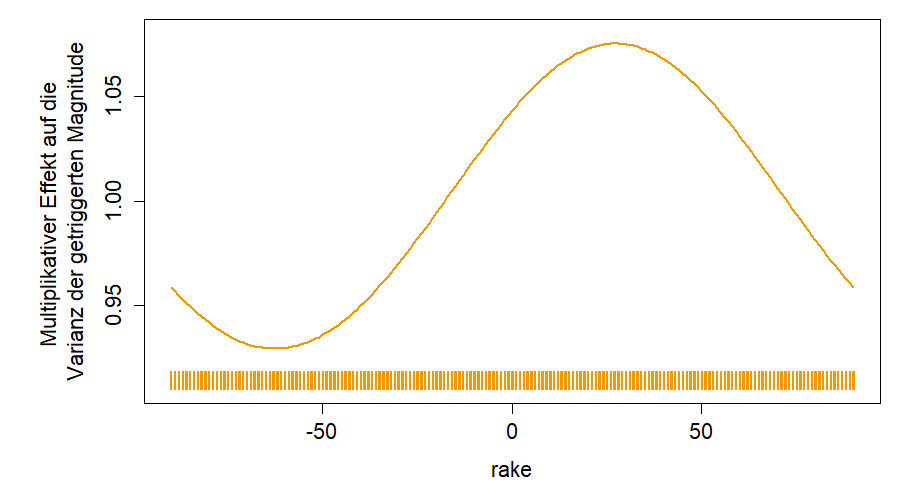 Multiplikativer Effekt auf die
Varianz der getriggerten Magnitude
1.05
1.00
0.95
-50
0
50
rake